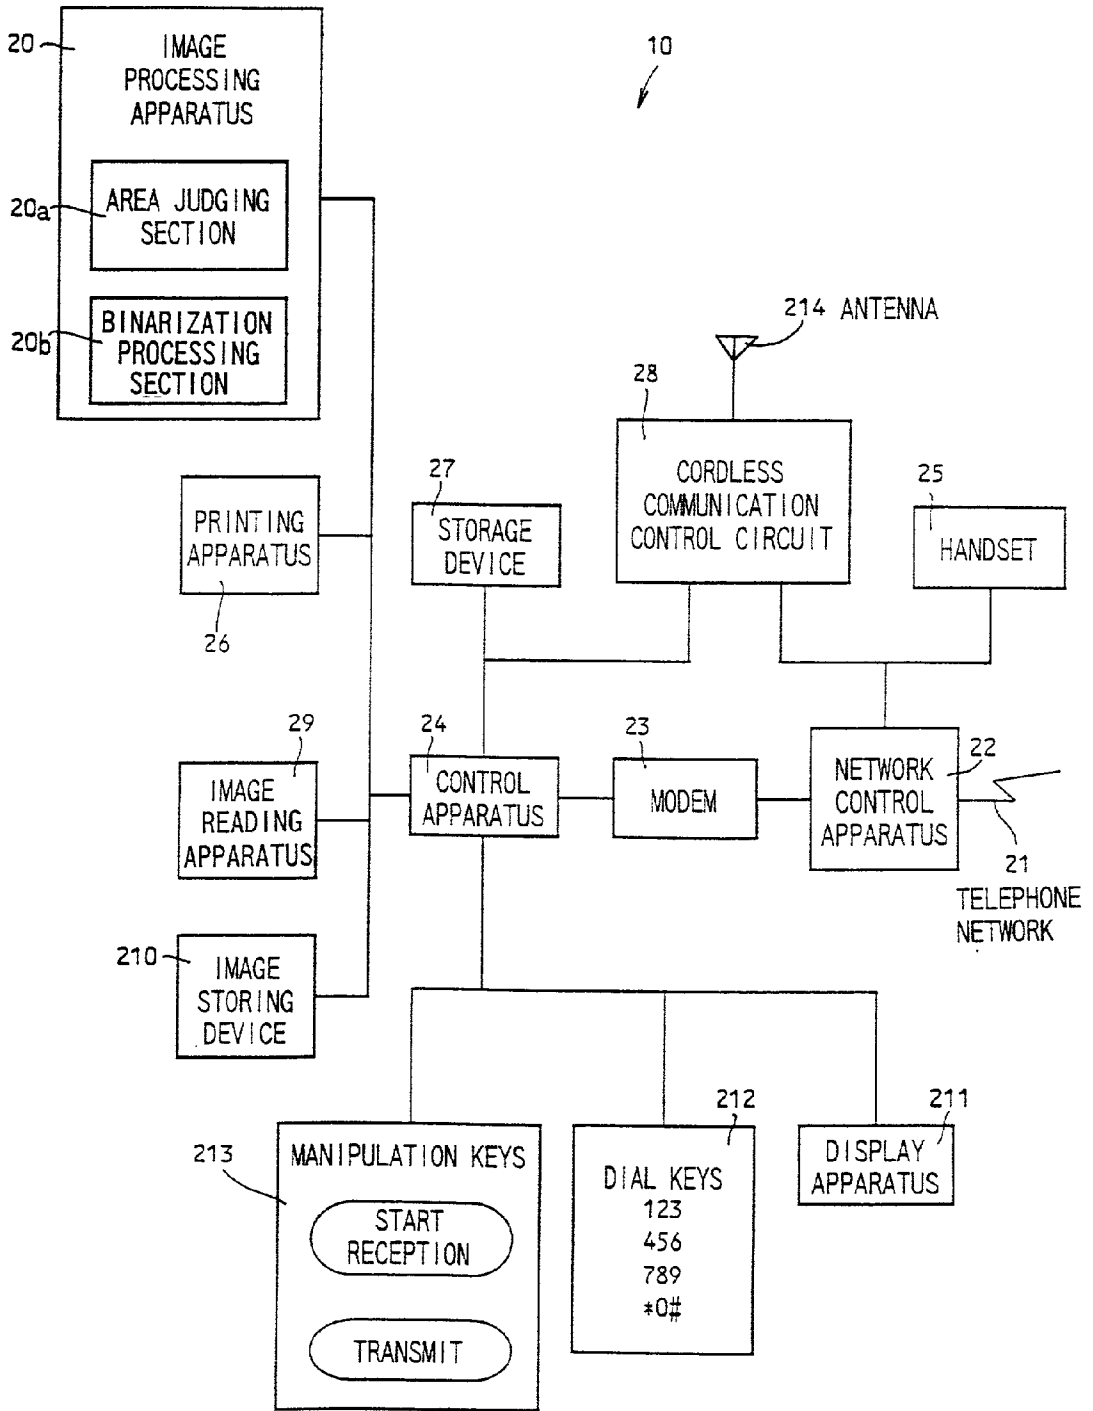 20
IMAGE
PROCESSING
APPARATUS
10
20a
AREA JUDGING
SECTION
20b
BINARIZATION
PROCESSING
SECTION
214 ANTENNA
28
CORDLESS
COMMUNICATION
CONTROL CIRCUIT
27
STORAGE
DEVICE
25
HANDSET
PRINTING
APPARATUS
26
29
IMAGE
READING
APPARATUS
24
CONTROL
APPARATUS
23
MODEM
22
NETWORK
CONTROL
APPARATUS
21
TELEPHONE
NETWORK
210
IMAGE
STORING
DEVICE
213
MANIPULATION KEYS
START
RECEPTION
TRANSMIT
212
DIAL KEYS
123
456
789
*0#
211
DISPLAY
APPARATUS